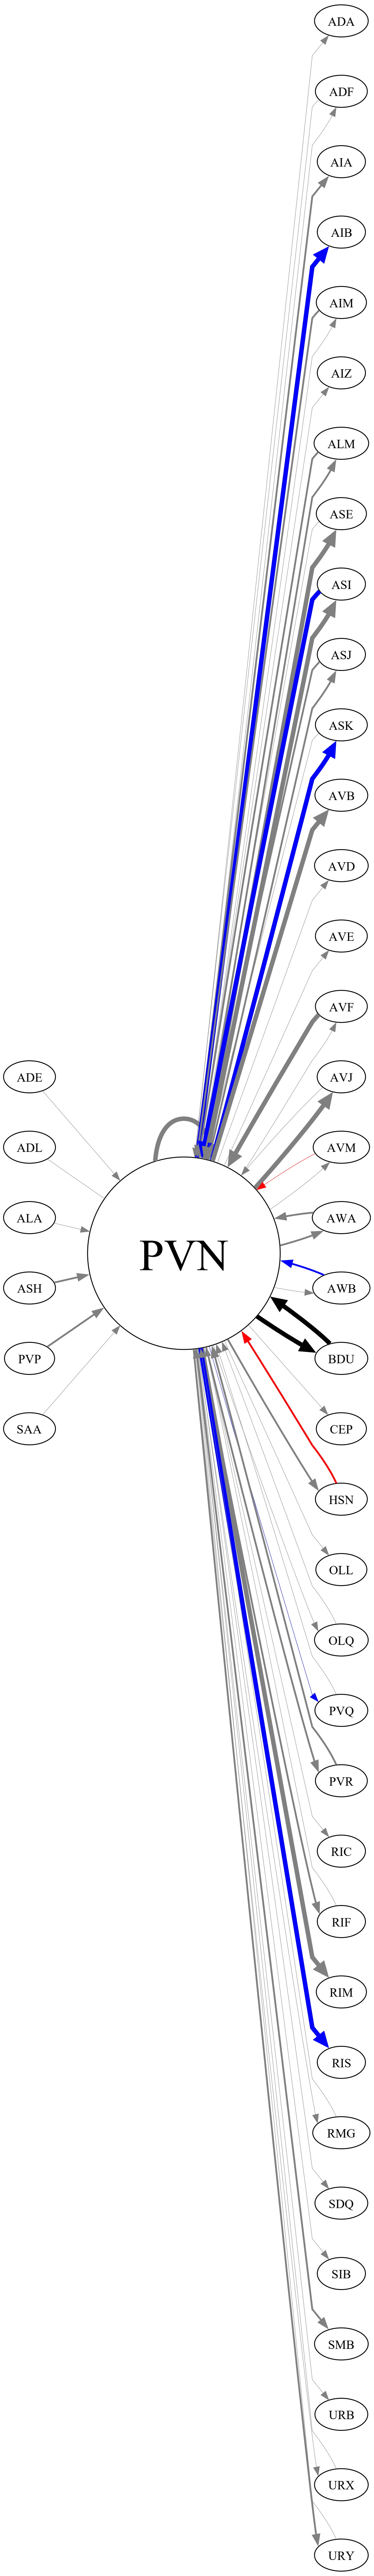 ADA
ADF
AIA
AIB
AIM
AIZ
ALM
ASE
ASI
ASJ
ASK
AVB
AVD
AVE
AVF
ADE
AVJ
ADL
AVM
ALA
AWA
PVN
ASH
AWB
PVP
BDU
SAA
CEP
HSN
OLL
OLQ
PVQ
PVR
RIC
RIF
RIM
RIS
RMG
SDQ
SIB
SMB
URB
URX
URY